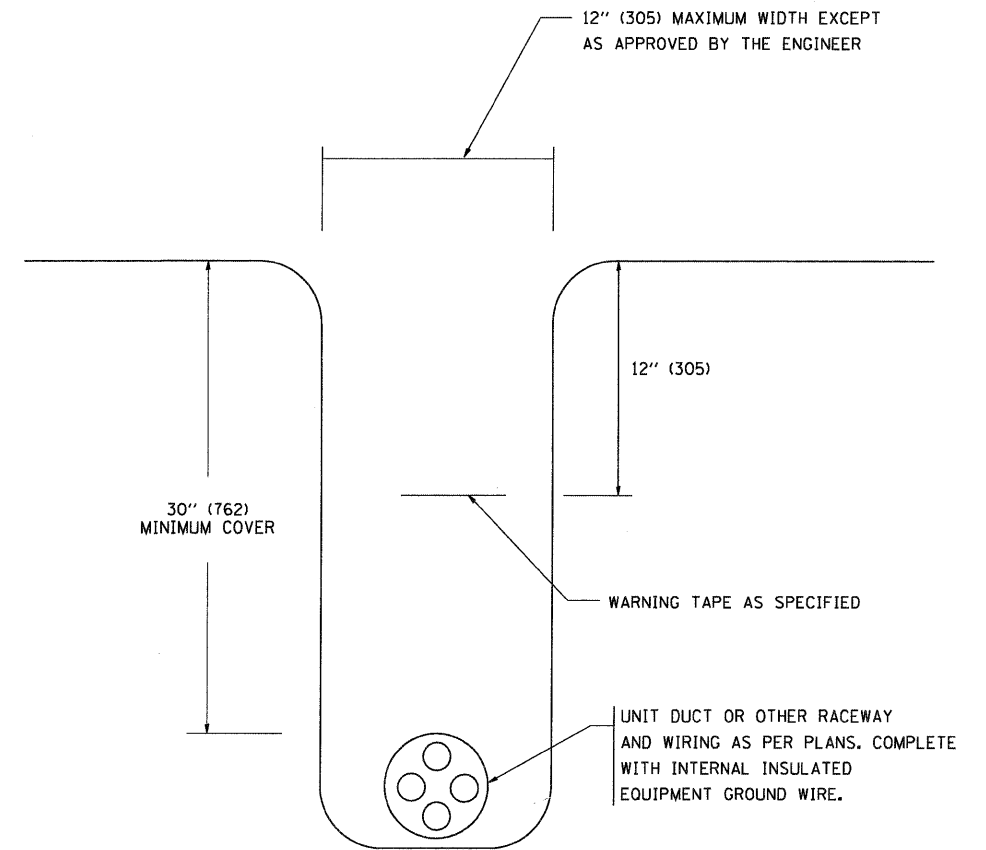 12" (305) MAXIMUM WIDTH EXCEPT
AS APPROVED BY THE ENGINEER
12" (305)
30" (762)
MINIMUM COVER
WARNING TAPE AS SPECIFIED
UNIT DUCT OR OTHER RACEWAY
AND WIRING AS PER PLANS. COMPLETE
WITH INTERNAL INSULATED
EQUIPMENT GROUND WIRE.